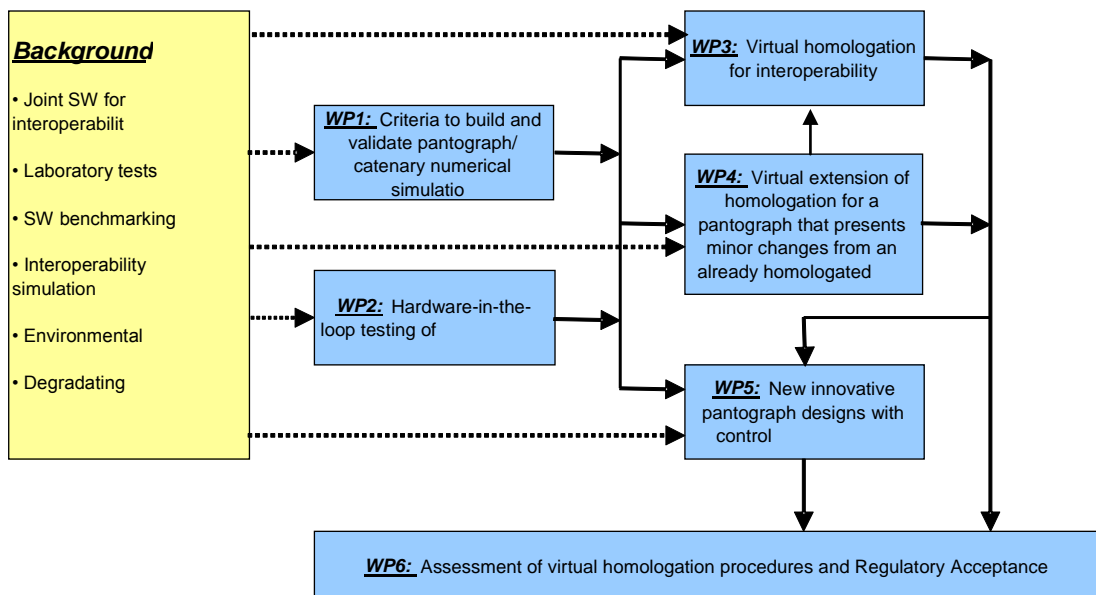 Background
• Joint SW for
interoperabilit
• Laboratory tests
• SW benchmarking
• Interoperability
simulation
• Environmental
• Degradating
WP1: Criteria to build and
validate pantograph/
catenary numerical
simulatio
WP2: Hardware-in-the-
loop testing of
WP3: Virtual homologation
for interoperability
WP4: Virtual extension of
homologation for a
pantograph that presents
minor changes from an
already homologated
WP5: New innovative
pantograph designs with
control
WP6: Assessment of virtual homologation procedures and Regulatory Acceptance